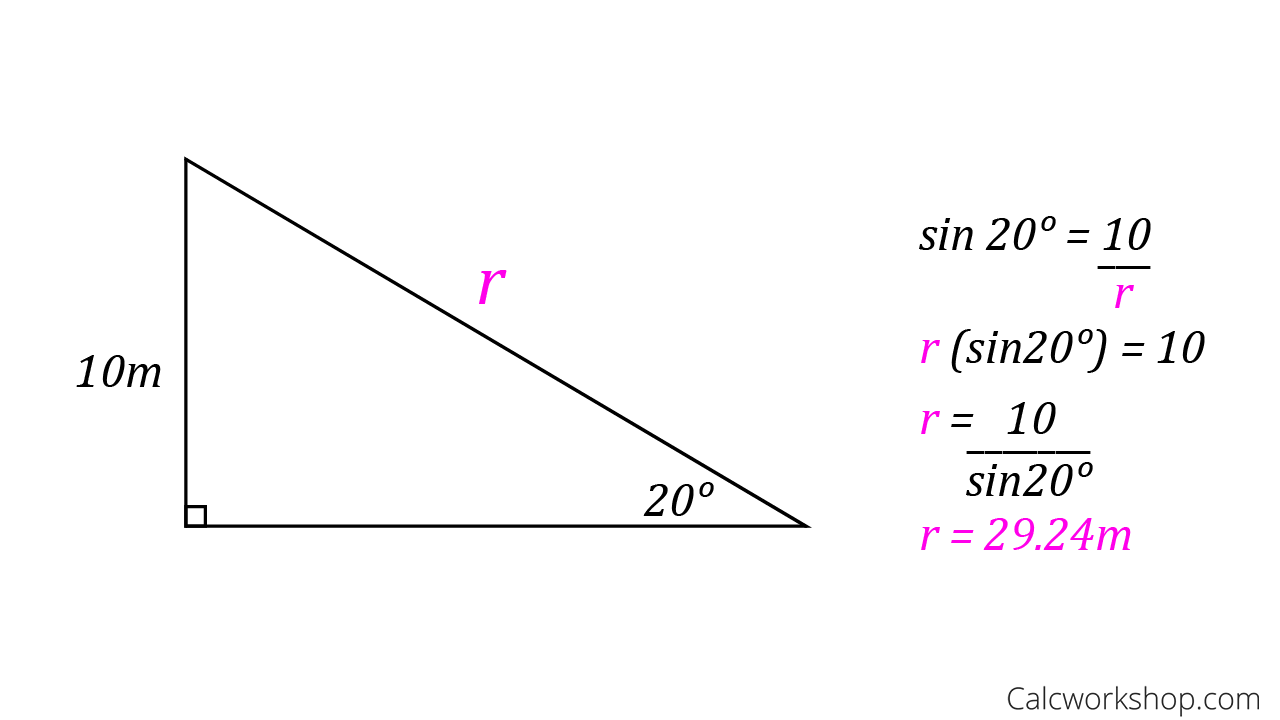 r
10m
20º
sin 20º = 10
r
r (sin20º) = 10
r = 10
sin20º
r = 29.24m
Calcworkshop.com